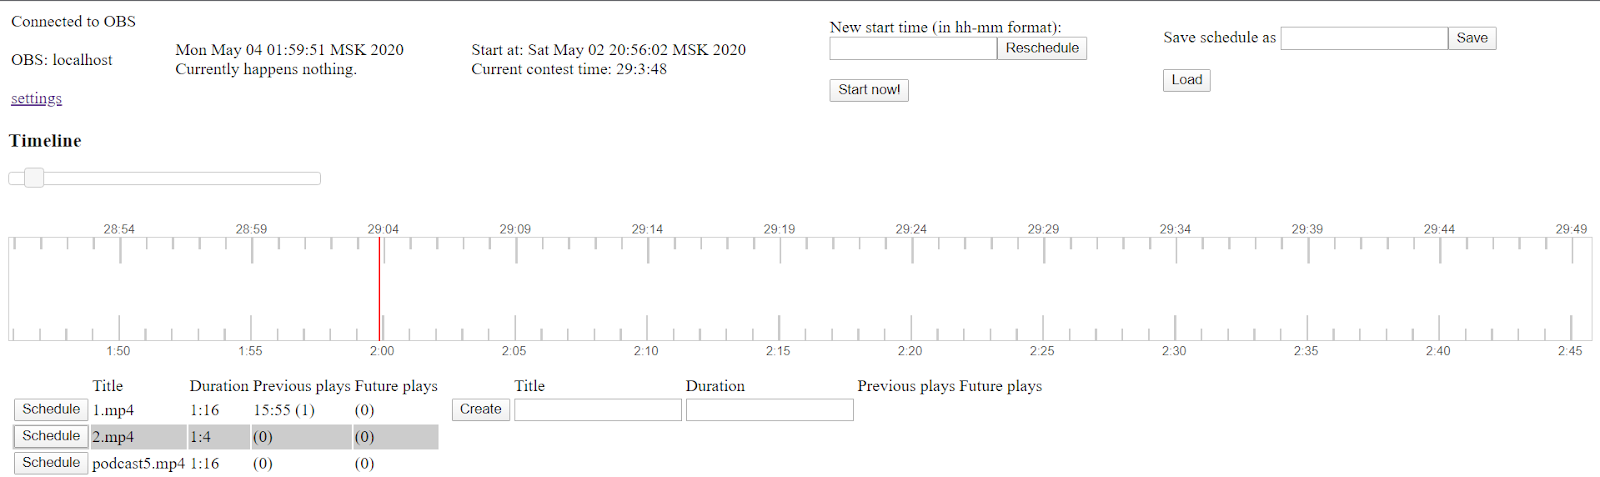 Connected to OBS
OBS: localhost
settings
Mon May 04 01:59:51 MSK 2020
Currently happens nothing.
Start at: Sat May 02 20:56:02 MSK 2020
Current contest time: 29:3:48
New start time (in hh-mm format):
Reschedule
Start now!
Save schedule as Save
Load
Timeline
28:54 28:59 29:04 29:09 29:14 29:19 29:24 29:29 29:34 29:39 29:44 29:49
1:50 1:55 2:00 2:05 2:10 2:15 2:20 2:25 2:30 2:35 2:40 2:45
Title Duration Previous plays Future plays
Schedule 1.mp4 1:16 15:55 (1) (0)
Schedule 2.mp4 1:4 (0) (0)
Schedule podcast5.mp4 1:16 (0) (0)
Title Duration Previous plays Future plays
Create